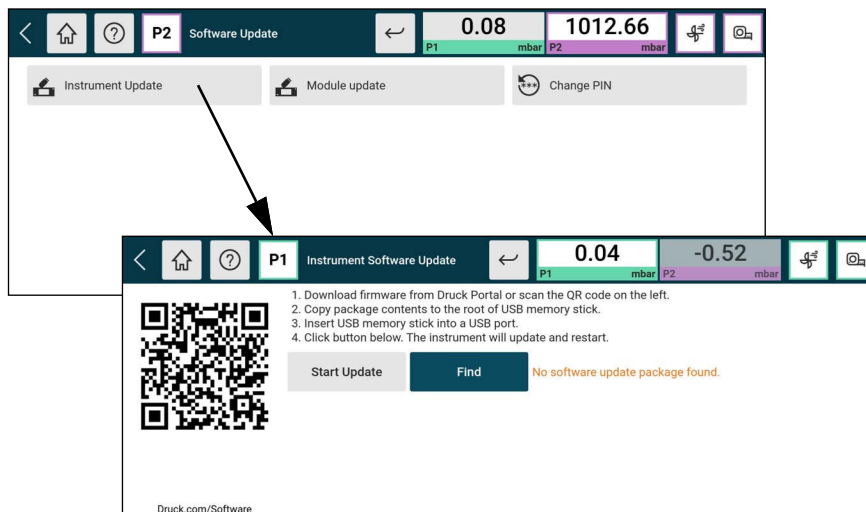 P2 Software Update 0.08 1012.66
P1 mbar P2 mbar
Instrument Update Module update *** Change PIN
P1 Instrument Software Update 0.04 -0.52
P1 mbar P2 mbar
1. Download firmware from Druck Portal or scan the QR code on the left.
2. Copy package contents to the root of USB memory stick.
3. Insert USB memory stick into a USB port.
4. Click button below. The instrument will update and restart.
Start Update Find No software update package found.
Druck.com/Software